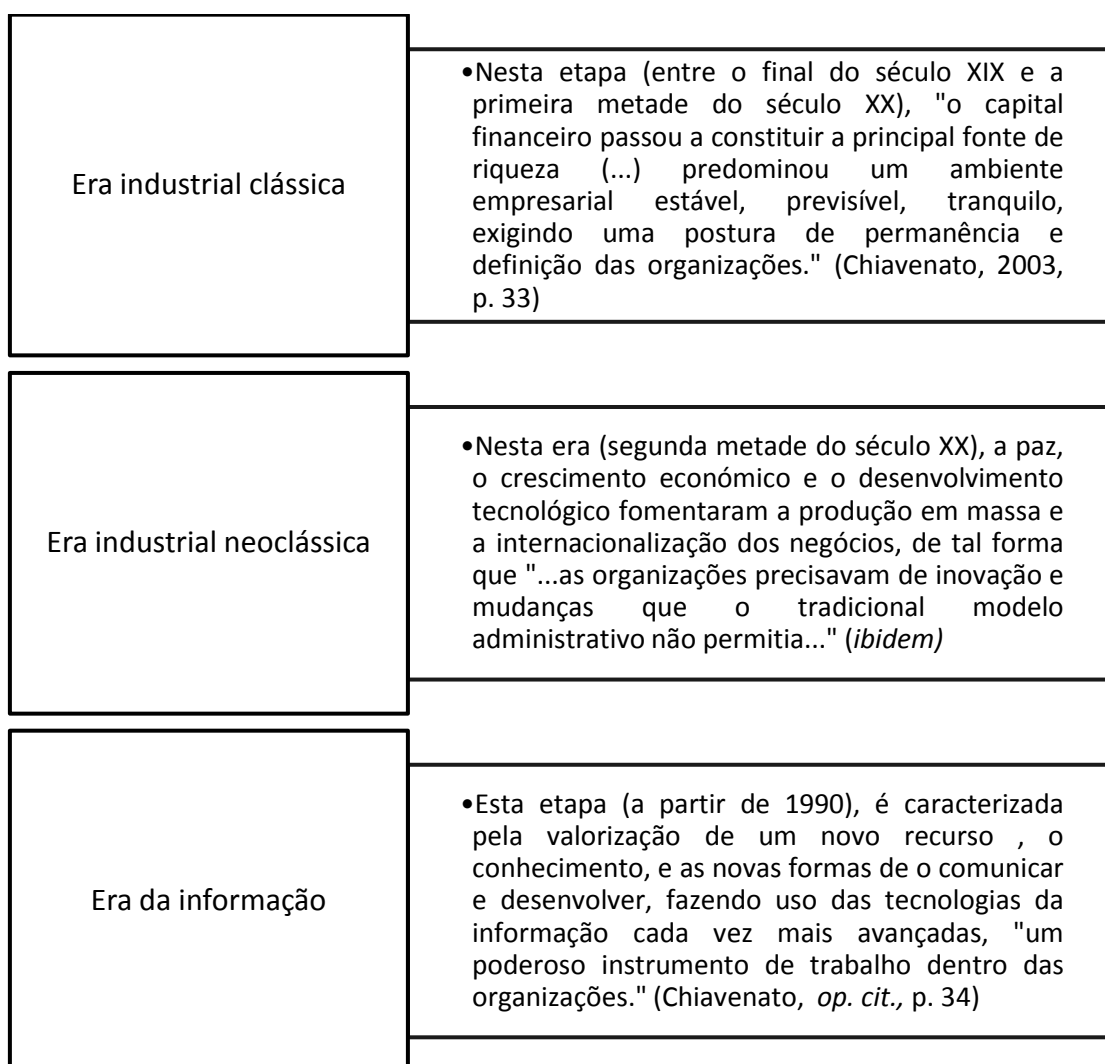 Era industrial clássica
•Nesta etapa (entre o final do século XIX e a
primeira metade do século XX), "o capital
financeiro passou a constituir a principal fonte de
riqueza (...) predominou um ambiente
empresarial estável, previsível, tranquilo,
exigindo uma postura de permanência e
definição das organizações." (Chiavenato, 2003,
p. 33)
Era industrial neoclássica
•Nesta era (segunda metade do século XX), a paz,
o crescimento económico e o desenvolvimento
tecnológico fomentaram a produção em massa e
a internacionalização dos negócios, de tal forma
que "...as organizações precisavam de inovação e
mudanças que o tradicional modelo
administrativo não permitia..." (ibidem)
Era da informação
•Esta etapa (a partir de 1990), é caracterizada
pela valorização de um novo recurso , o
conhecimento, e as novas formas de o comunicar
e desenvolver, fazendo uso das tecnologias da
informação cada vez mais avançadas, "um
poderoso instrumento de trabalho dentro das
organizações." (Chiavenato, op. cit., p. 34)